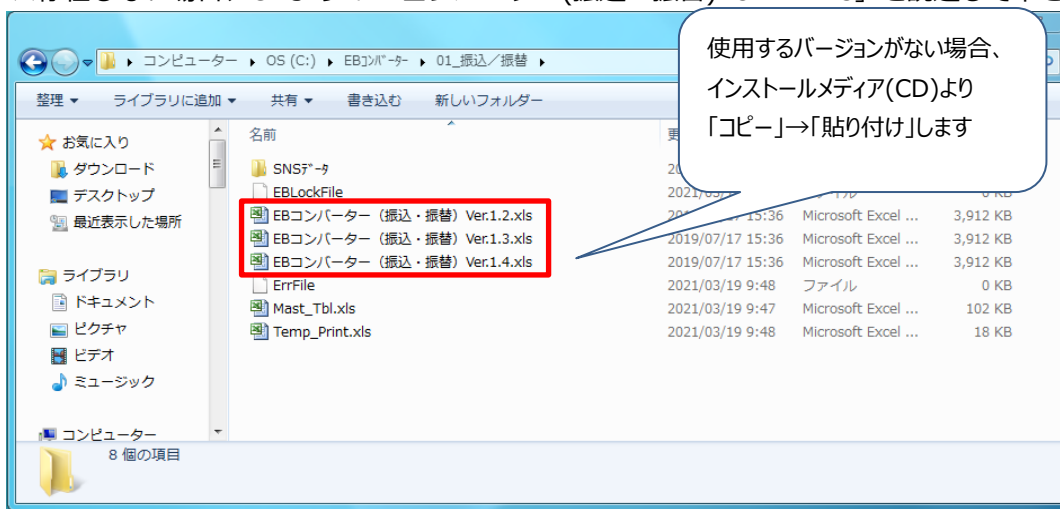 使用するバージョンがない場合、
インストールメディア(CD)より
「コピー」→「貼り付け」します
コンピューター ▸ OS (C:) ▸ EBｺﾝﾊﾞｰﾀｰ ▸ 01_振込／振替 ▸
整理 ▼ ライブラリに追加 ▼ 共有 ▼ 書き込む 新しいフォルダー
お気に入り
ダウンロード
デスクトップ
最近表示した場所
ライブラリ
ドキュメント
ピクチャ
ビデオ
ミュージック
コンピューター
名前
SNSﾃﾞｰﾀ
EBLockFile
EBコンバーター（振込・振替）Ver.1.2.xls 15:36 Microsoft Excel ... 3,912 KB
EBコンバーター（振込・振替）Ver.1.3.xls 2019/07/17 15:36 Microsoft Excel ... 3,912 KB
EBコンバーター（振込・振替）Ver.1.4.xls 2019/07/17 15:36 Microsoft Excel ... 3,912 KB
ErrFile 2021/03/19 9:48 ファイル 0 KB
Mast_Tbl.xls 2021/03/19 9:47 Microsoft Excel ... 102 KB
Temp_Print.xls 2021/03/19 9:48 Microsoft Excel ... 18 KB
8 個の項目